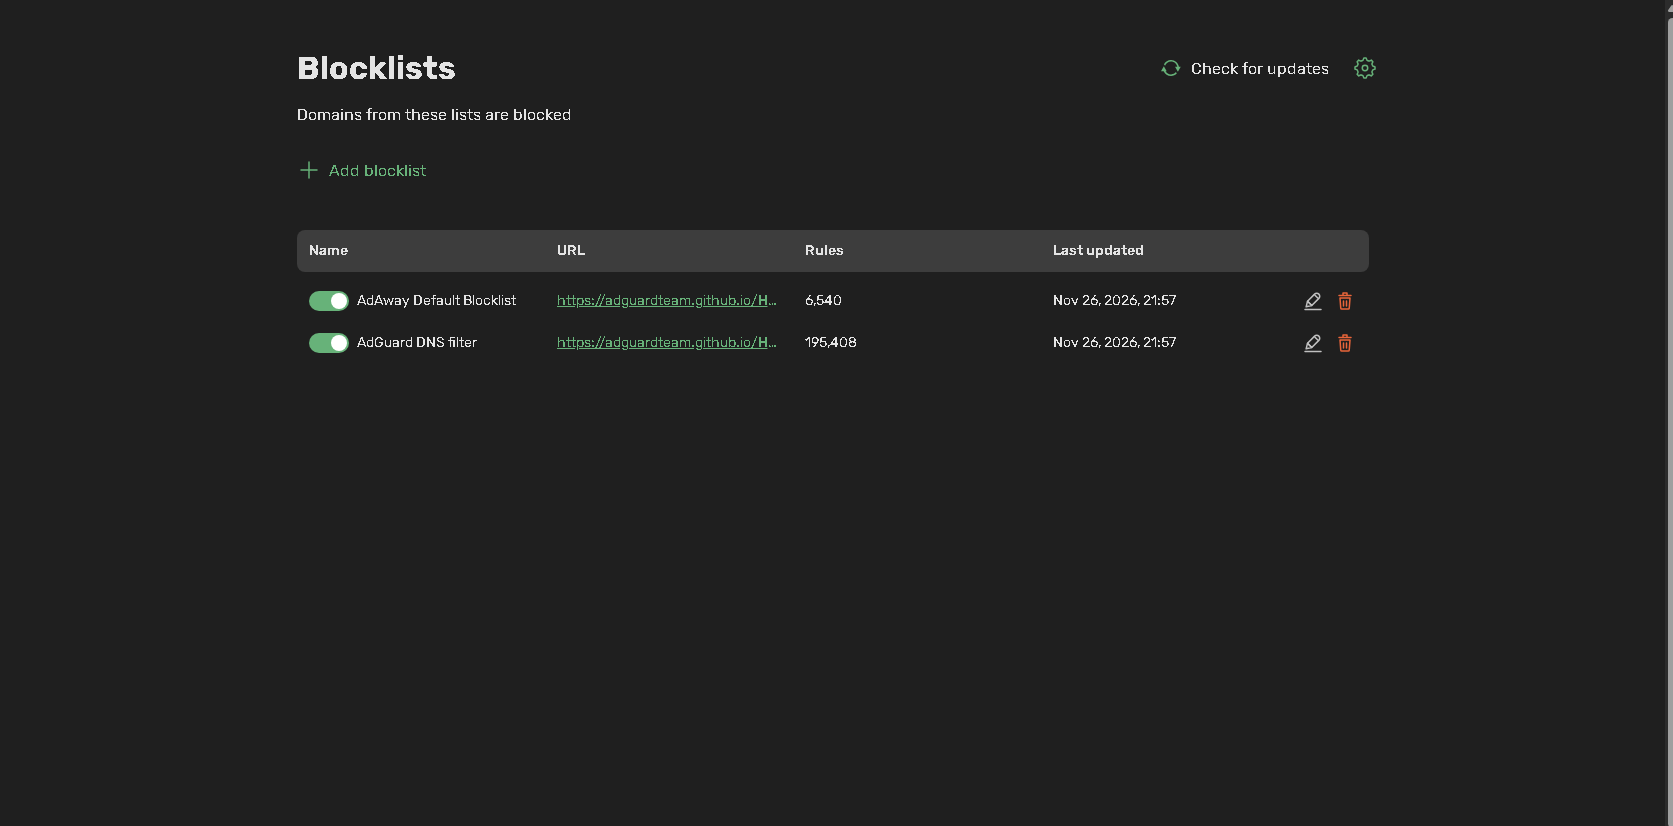 Blocklists
Check for updates
Domains from these lists are blocked
Add blocklist
Name URL Rules Last updated
AdAway Default Blocklist https://adguardteam.github.io/H... 6,540 Nov 26, 2026, 21:57
AdGuard DNS filter https://adguardteam.github.io/H... 195,408 Nov 26, 2026, 21:57